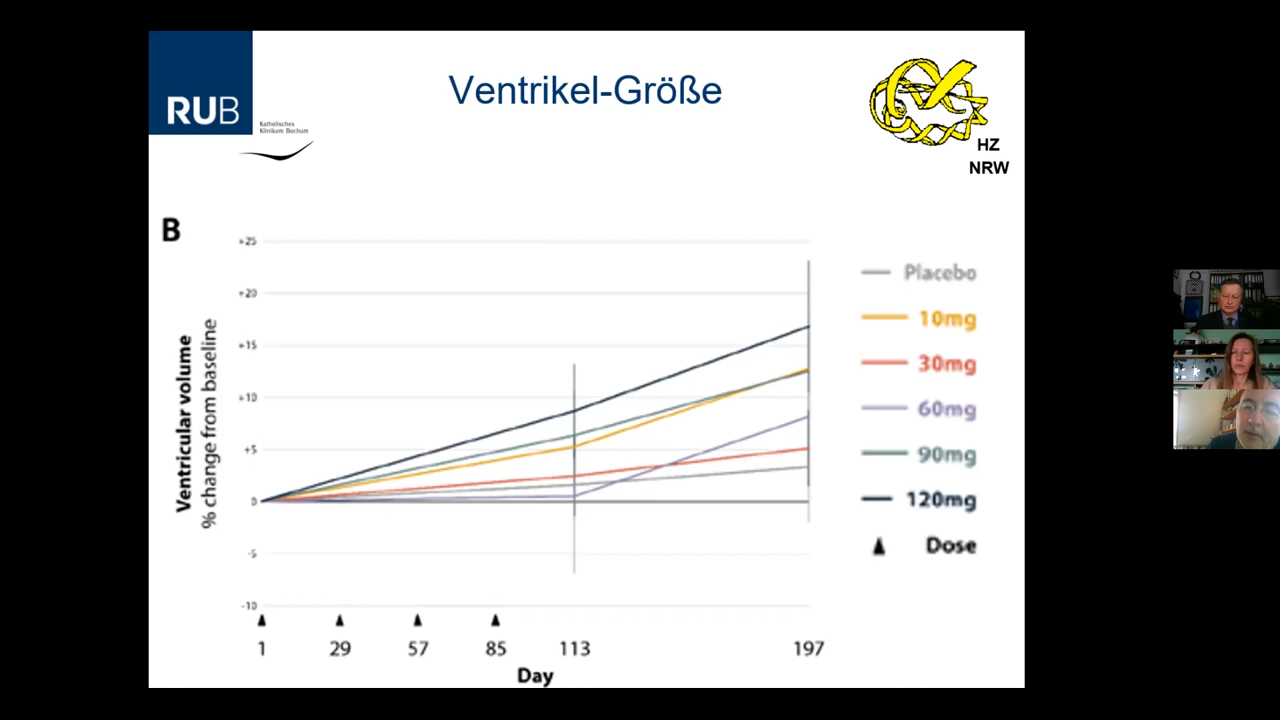 RUB
Katholisches
Klinikum Bochum
Ventrikel-Größe
HZ
NRW
B
Ventricular volume
% change from baseline
+25
+20
+15
+10
+5
0
-5
-10
1 29 57 85 113 197
Day
Placebo
10mg
30mg
60mg
90mg
120mg
Dose